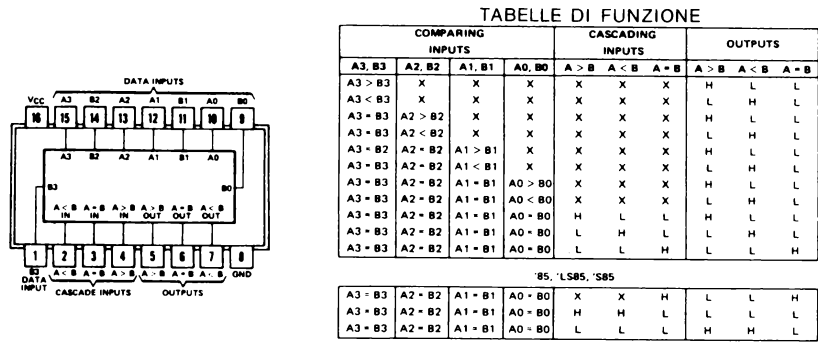 TABELLE DI FUNZIONE
DATA INPUTS
VCC A3 B2 A2 A1 B1 A0 B0
16 15 14 13 12 11 10 9
A3 B2 A2 A1 B1 A0
B3 B0
A < B A = B A > B A > B A = B A < B
IN IN IN OUT OUT OUT
1 2 3 4 5 6 7 8
B3 A < B A = B A > B A > B A = B A < B GND
DATA CASCADE INPUTS OUTPUTS
INPUT
COMPARING CASCADING OUTPUTS
INPUTS INPUTS
A3, B3 A2, B2 A1, B1 A0, B0 A > B A < B A = B A > B A < B A = B
A3 > B3 X X X X X X H L L
A3 < B3 X X X X X X L H L
A3 = B3 A2 > B2 X X X X X H L L
A3 = B3 A2 < B2 X X X X X L H L
A3 = B2 A2 = B2 A1 > B1 X X X X H L L
A3 = B3 A2 = B2 A1 < B1 X X X X L H L
A3 = B3 A2 = B2 A1 = B1 A0 > B0 X X X H L L
A3 = B3 A2 = B2 A1 = B1 A0 < B0 X X X L H L
A3 = B3 A2 = B2 A1 = B1 A0 = B0 H L L H L L
A3 = B3 A2 = B2 A1 = B1 A0 = B0 L H L L H L
A3 = B3 A2 = B2 A1 = B1 A0 = B0 L L H L L H
'85, 'LS85, 'S85
A3 = B3 A2 = B2 A1 = B1 A0 = B0 X X H L L H
A3 = B3 A2 = B2 A1 = B1 A0 = B0 H H L L L L
A3 = B3 A2 = B2 A1 = B1 A0 = B0 L L L H H L